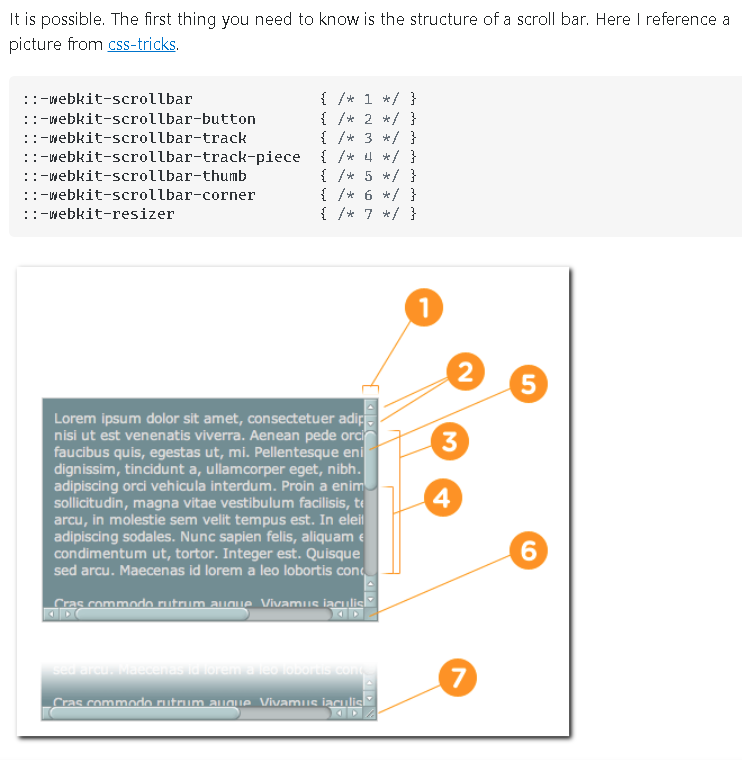 It is possible. The first thing you need to know is the structure of a scroll bar. Here I reference a
picture from css-tricks.
::-webkit-scrollbar { /* 1 */ }
::-webkit-scrollbar-button { /* 2 */ }
::-webkit-scrollbar-track { /* 3 */ }
::-webkit-scrollbar-track-piece { /* 4 */ }
::-webkit-scrollbar-thumb { /* 5 */ }
::-webkit-scrollbar-corner { /* 6 */ }
::-webkit-resizer { /* 7 */ }
1
2
5
3
4
6
7
Lorem ipsum dolor sit amet, consectetuer adip
nisi ut est venenatis viverra. Aenean pede orci
faucibus quis, egestas ut, mi. Pellentesque eni
dignissim, tincidunt a, ullamcorper eget, nibh.
adipiscing orci vehicula interdum. Proin a enim
sollicitudin, magna vitae vestibulum facilisis, te
arcu, in molestie sem velit tempus est. In eleif
adipiscing sodales. Nunc sapien felis, aliquam e
condimentum ut, tortor. Integer est. Quisque
sed arcu. Maecenas id lorem a leo lobortis cond
Cras commodo rutrum augue. Vivamus iaculis
sed arcu. Maecenas id lorem a leo lobortis cond
Cras commodo rutrum augue. Vivamus iaculis